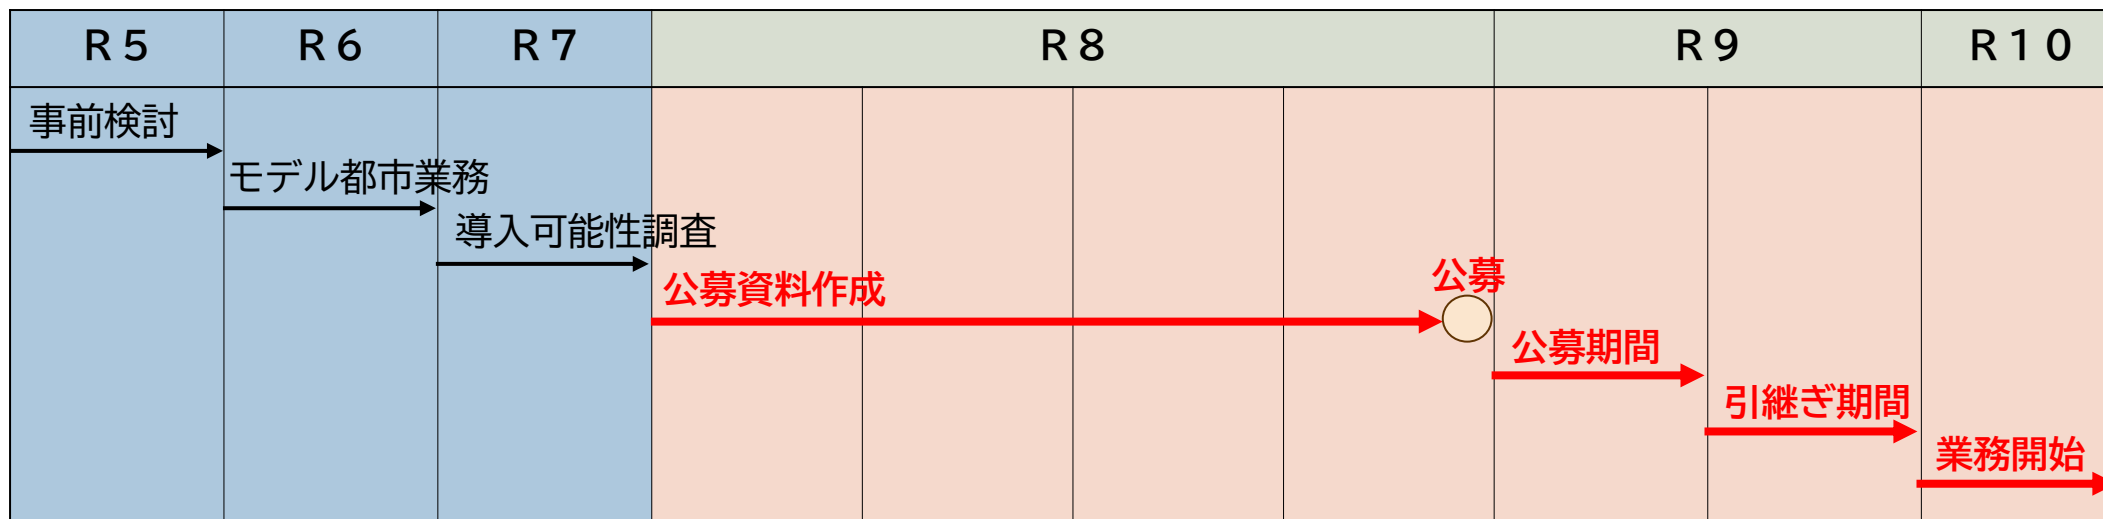 R5 R6 R7 R8 R9 R10
事前検討
モデル都市業務
導入可能性調査
公募資料作成
公募
公募期間
引継ぎ期間
業務開始